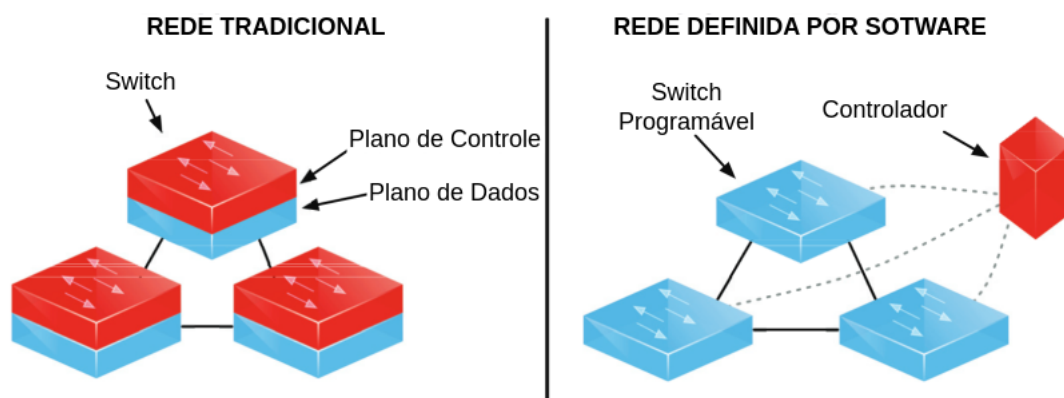 REDE TRADICIONAL
Switch
Plano de Controle
Plano de Dados
REDE DEFINIDA POR SOTWARE
Switch
Programável
Controlador